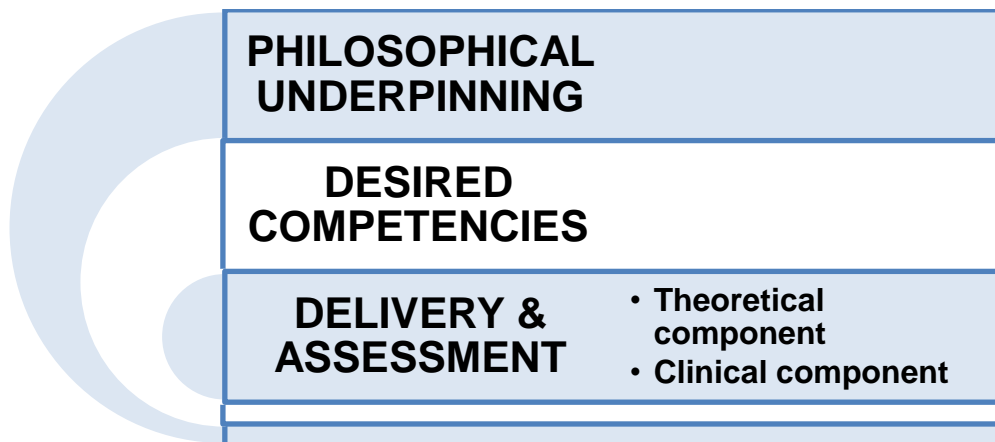 PHILOSOPHICAL
UNDERPINNING
DESIRED
COMPETENCIES
DELIVERY &
ASSESSMENT
• Theoretical
component
• Clinical component